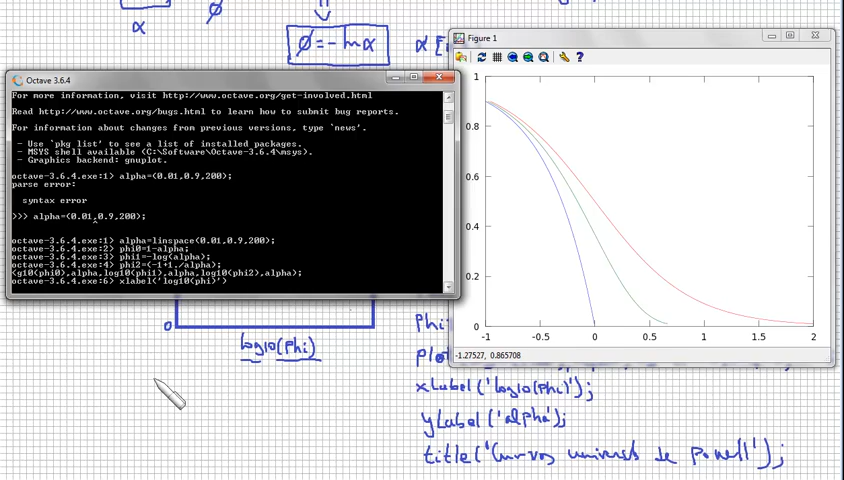 α
φ
φ=-lnα
α
Figure 1
Octave 3.6.4
For more information, visit http://www.octave.org/get-involved.html
Read http://www.octave.org/bugs.html to learn how to submit bug reports.
For information about changes from previous versions, type `news'.
- Use `pkg list' to see a list of installed packages.
- MSYS shell available (C:\Software\Octave-3.6.4\msys).
- Graphics backend: gnuplot.
octave-3.6.4.exe:1> alpha=(0.01,0.9,200);
parse error:
syntax error
>>> alpha=(0.01,0.9,200);
^
octave-3.6.4.exe:1> alpha=linspace(0.01,0.9,200);
octave-3.6.4.exe:2> phi0=1-alpha;
octave-3.6.4.exe:3> phi1=-log(alpha);
octave-3.6.4.exe:4> phi2=(-1+1./alpha);
<g10(phi0),alpha,log10(phi1),alpha,log10(phi2),alpha);
octave-3.6.4.exe:6> xlabel('log10(phi)')
1
0.8
0.6
0.4
0.2
0
-1 -0.5 0 0.5 1 1.5 2
-1.27527, 0.865708
0
log10(phi)
phi
plot
xlabel('log10(phi)');
ylabel('alpha');
title('Curvas univers de Powell');